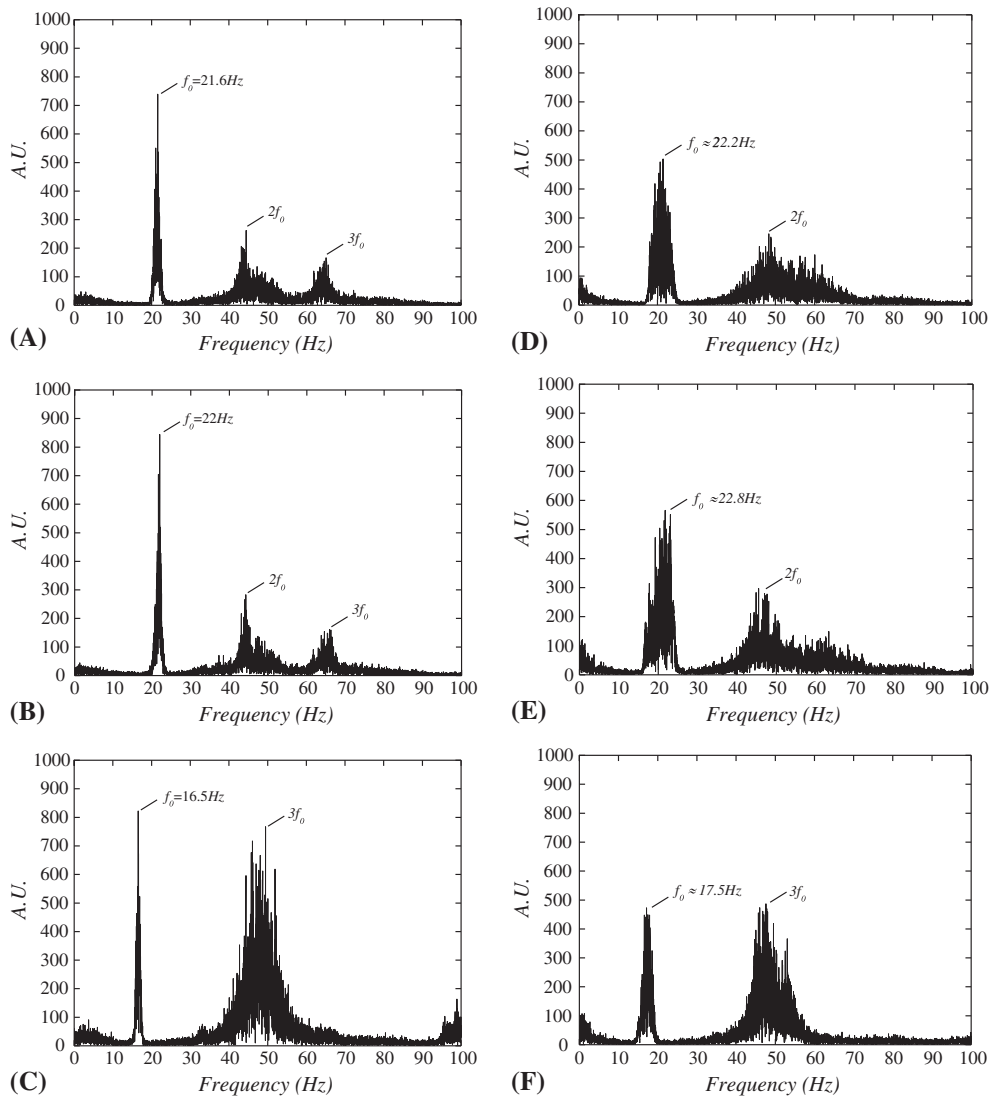 1000
900
800
700
600
500
400
300
200
100
0
A.U.
f0=21.6Hz
2f0
3f0
0 10 20 30 40 50 60 70 80 90 100
(A) Frequency (Hz)
1000
900
800
700
600
500
400
300
200
100
0
A.U.
f0≈22.2Hz
2f0
0 10 20 30 40 50 60 70 80 90 100
(D) Frequency (Hz)
1000
900
800
700
600
500
400
300
200
100
0
A.U.
f0=22Hz
2f0
3f0
0 10 20 30 40 50 60 70 80 90 100
(B) Frequency (Hz)
1000
900
800
700
600
500
400
300
200
100
0
A.U.
f0≈22.8Hz
2f0
0 10 20 30 40 50 60 70 80 90 100
(E) Frequency (Hz)
1000
900
800
700
600
500
400
300
200
100
0
A.U.
f0=16.5Hz
3f0
0 10 20 30 40 50 60 70 80 90 100
(C) Frequency (Hz)
1000
900
800
700
600
500
400
300
200
100
0
A.U.
f0≈17.5Hz
3f0
0 10 20 30 40 50 60 70 80 90 100
(F) Frequency (Hz)